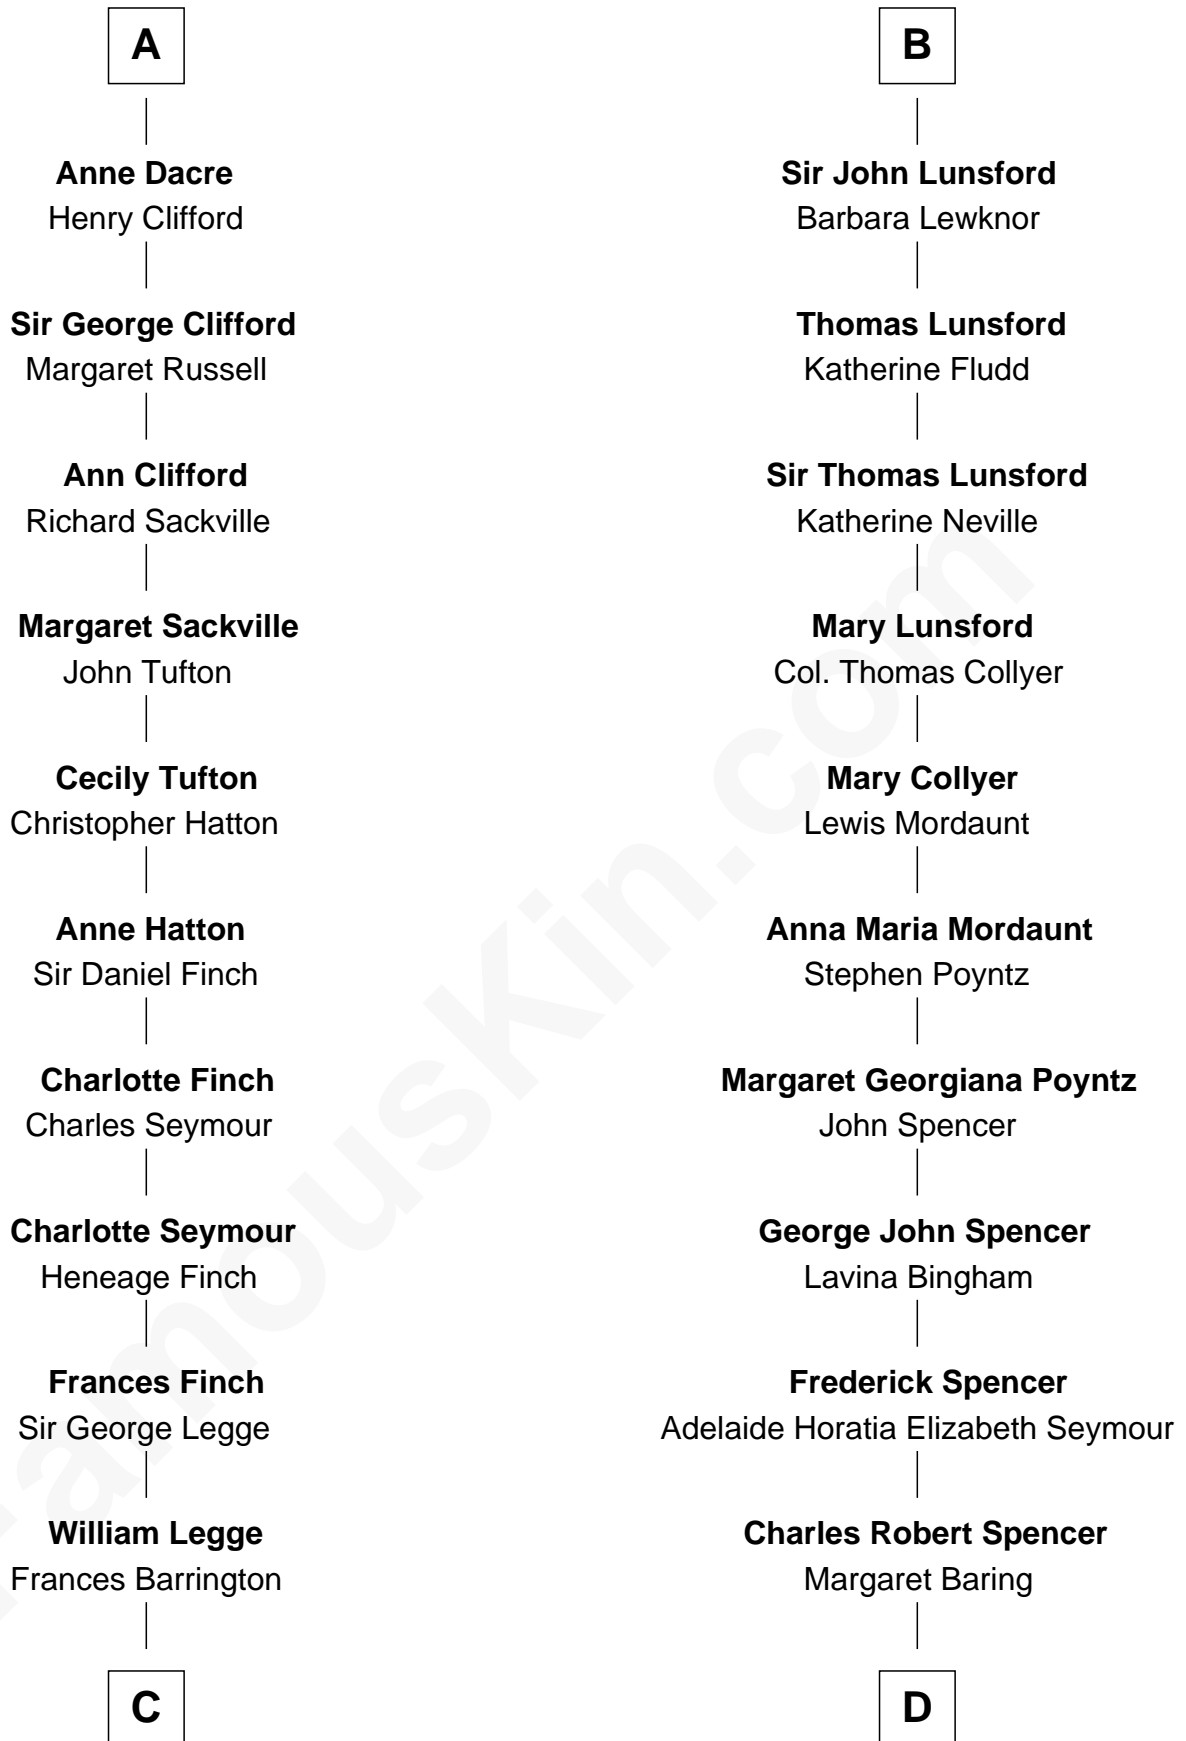 A
Anne Dacre
Henry Clifford
Sir George Clifford
Margaret Russell
Ann Clifford
Richard Sackville
Margaret Sackville
John Tufton
Cecily Tufton
Christopher Hatton
Anne Hatton
Sir Daniel Finch
Charlotte Finch
Charles Seymour
Charlotte Seymour
Heneage Finch
Frances Finch
Sir George Legge
William Legge
Frances Barrington
C
B
Sir John Lunsford
Barbara Lewknor
Thomas Lunsford
Katherine Fludd
Sir Thomas Lunsford
Katherine Neville
Mary Lunsford
Col. Thomas Collyer
Mary Collyer
Lewis Mordaunt
Anna Maria Mordaunt
Stephen Poyntz
Margaret Georgiana Poyntz
John Spencer
George John Spencer
Lavina Bingham
Frederick Spencer
Adelaide Horatia Elizabeth Seymour
Charles Robert Spencer
Margaret Baring
D
FamousKin.com